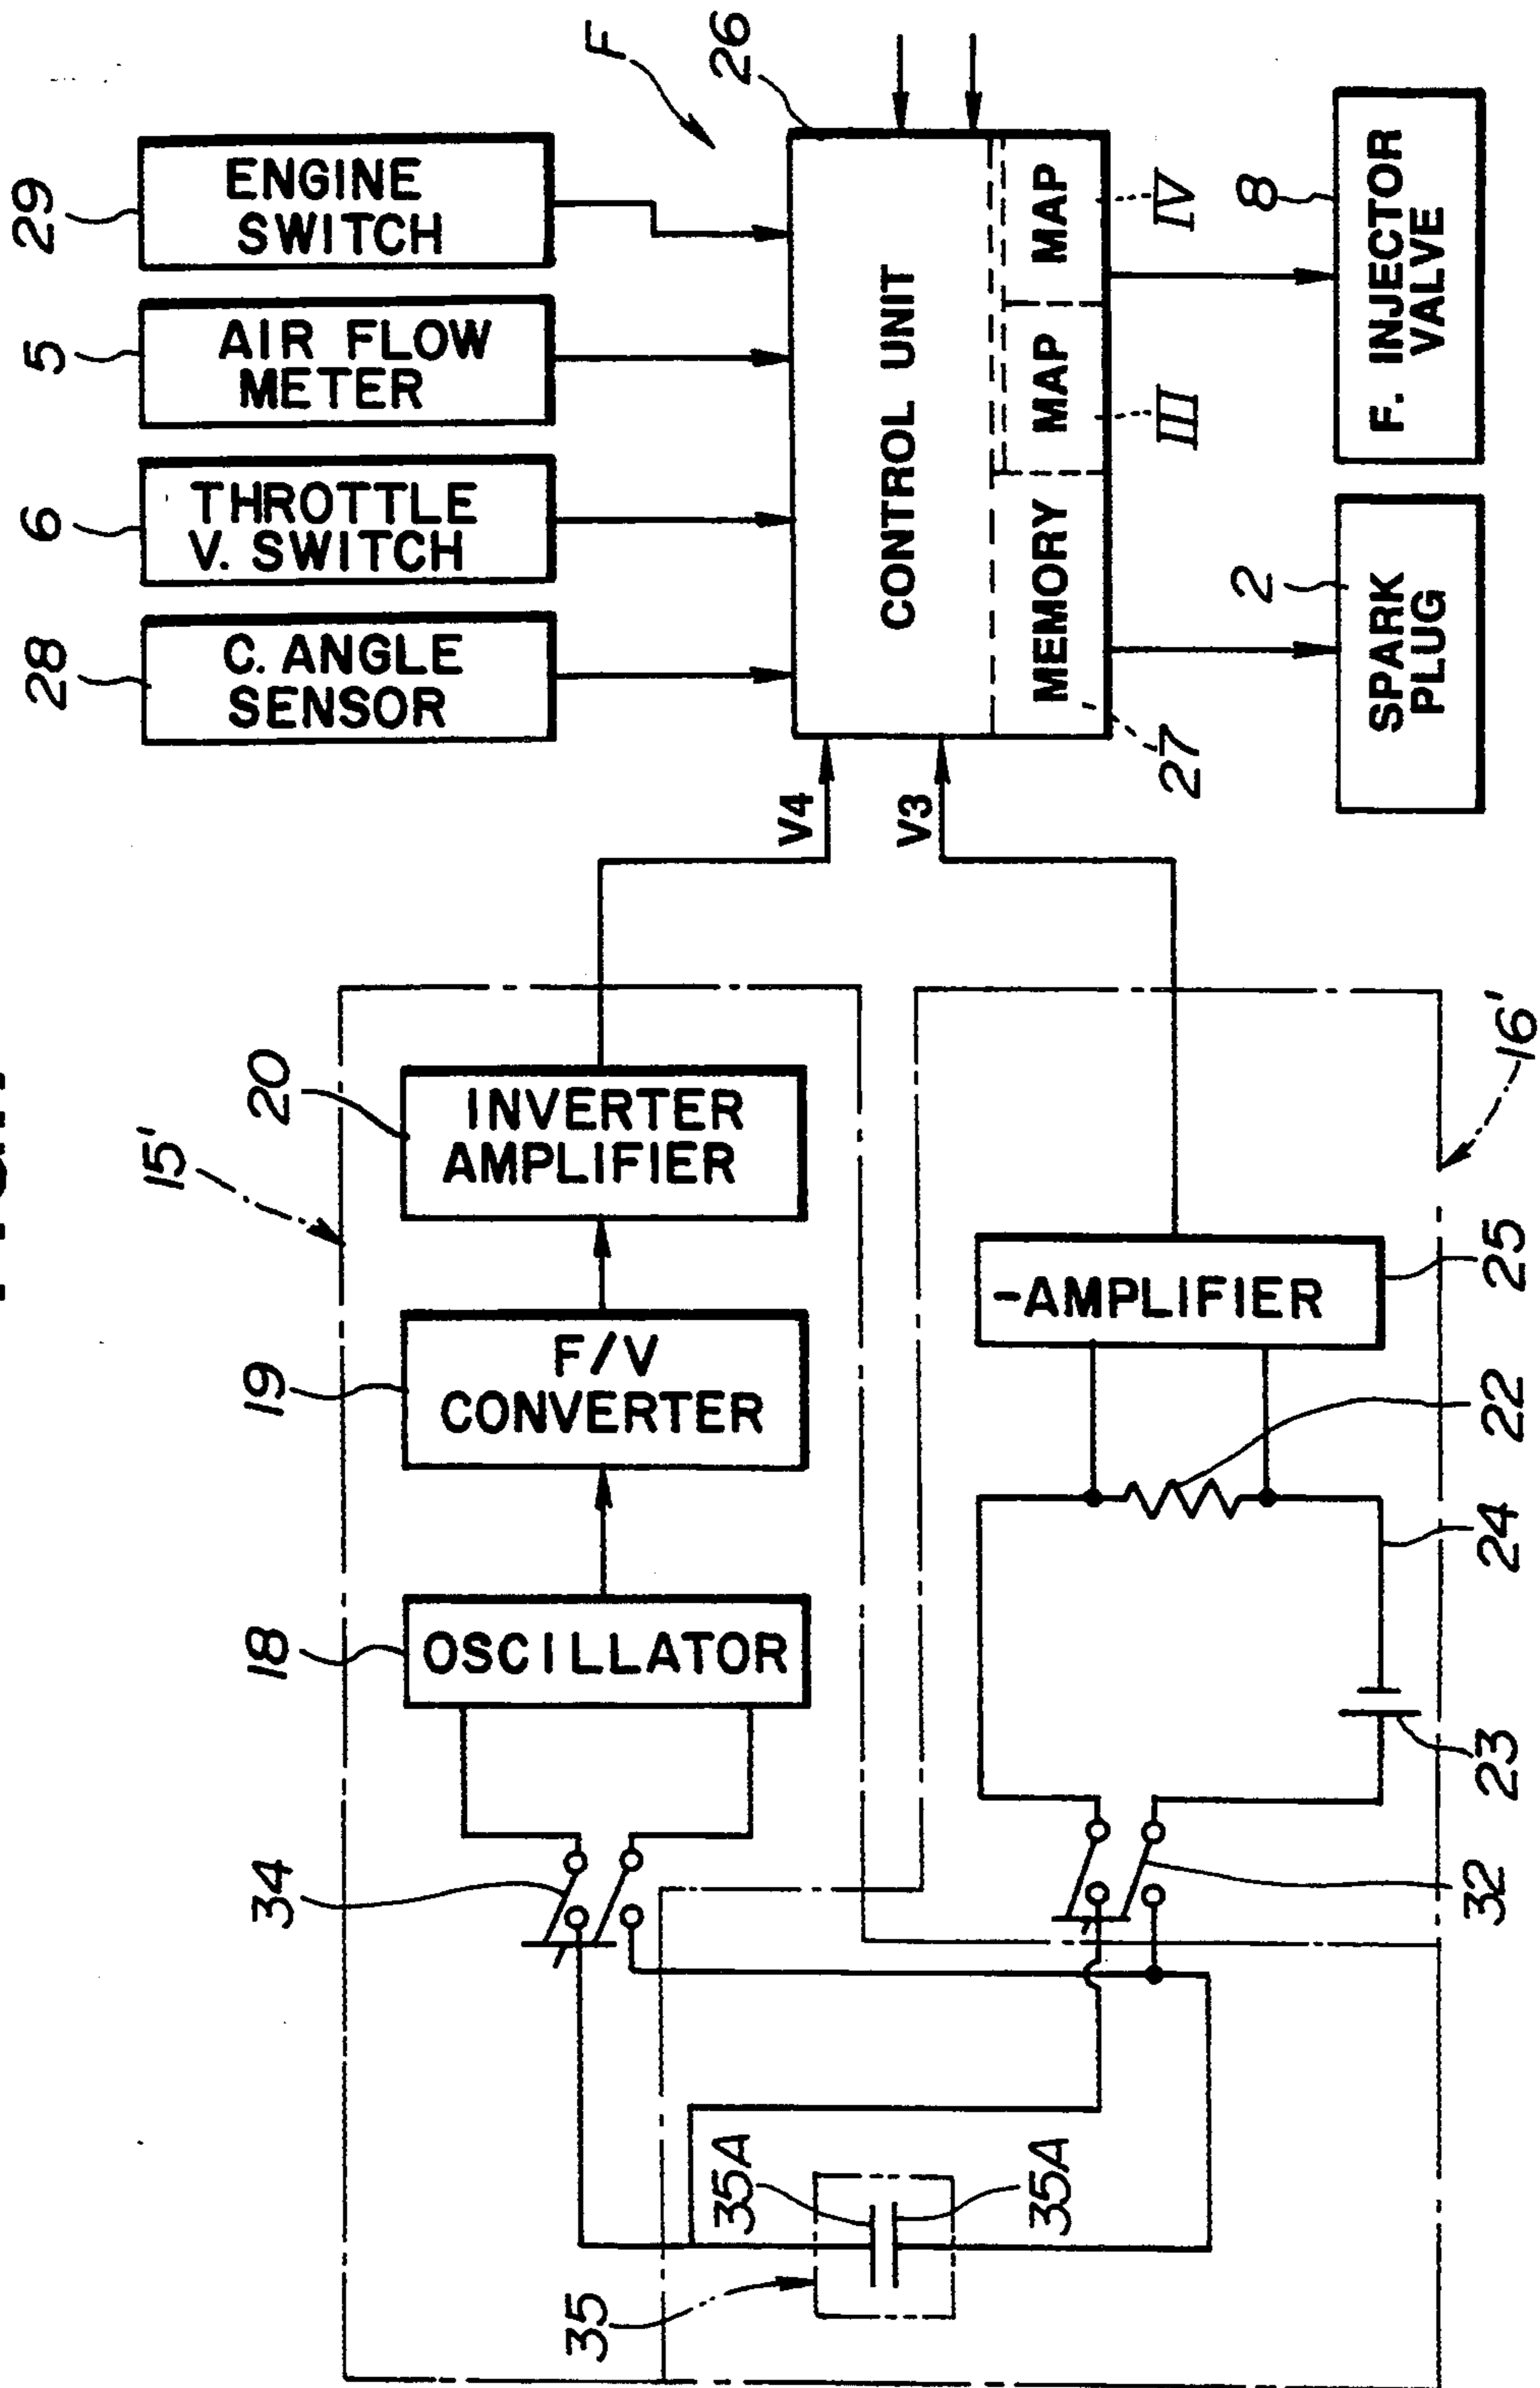 29
ENGINE
SWITCH
5
AIR FLOW
METER
6
THROTTLE
V. SWITCH
28
C. ANGLE
SENSOR
F
26
CONTROL UNIT
MEMORY
MAP
MAP
III
IV
27
V4
V3
8
F. INJECTOR
VALVE
2
SPARK
PLUG
15'
20
INVERTER
AMPLIFIER
19
F/V
CONVERTER
18
OSCILLATOR
34
16'
-AMPLIFIER
25
22
24
23
32
35
35A
35A